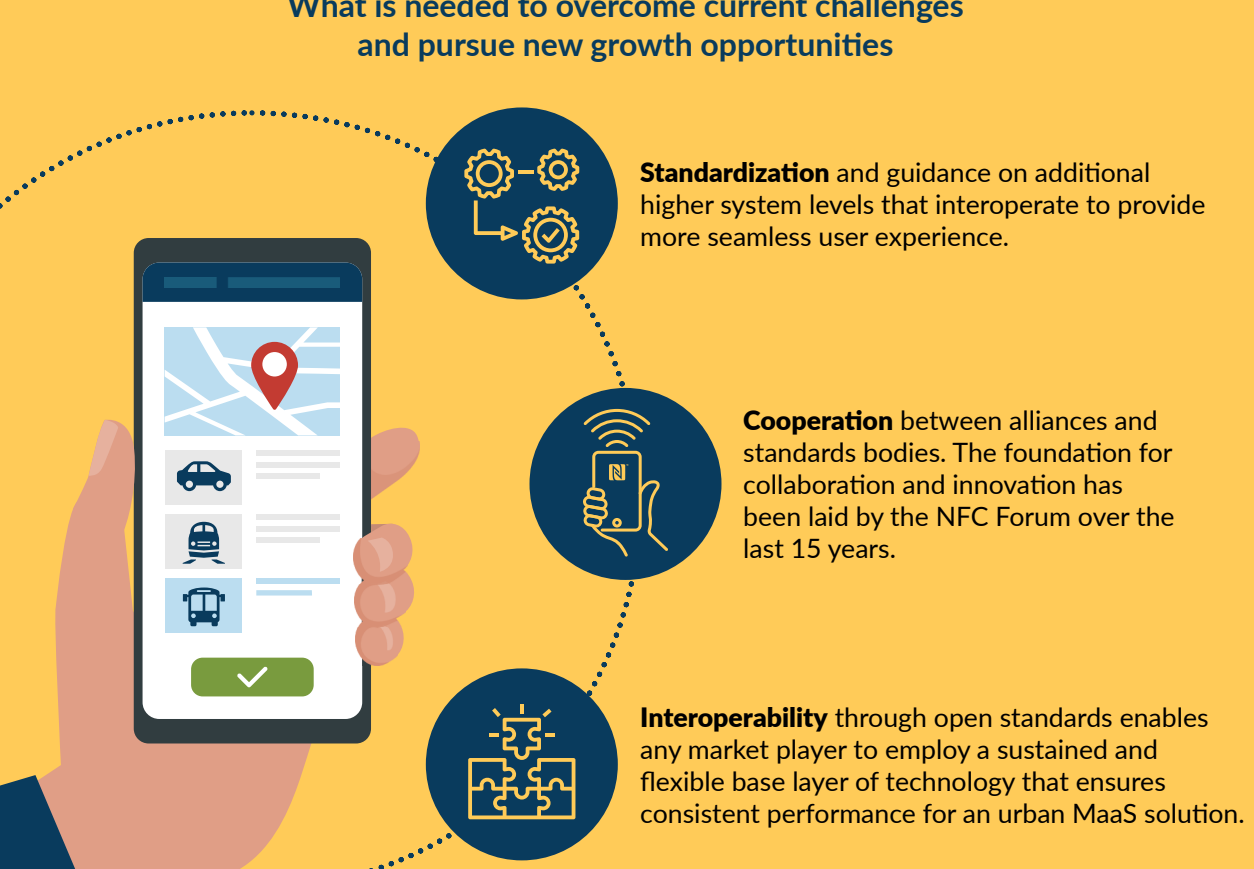 What is needed to overcome current challenges
and pursue new growth opportunities
Standardization and guidance on additional
higher system levels that interoperate to provide
more seamless user experience.
Cooperation between alliances and
standards bodies. The foundation for
collaboration and innovation has
been laid by the NFC Forum over the
last 15 years.
Interoperability through open standards enables
any market player to employ a sustained and
flexible base layer of technology that ensures
consistent performance for an urban MaaS solution.